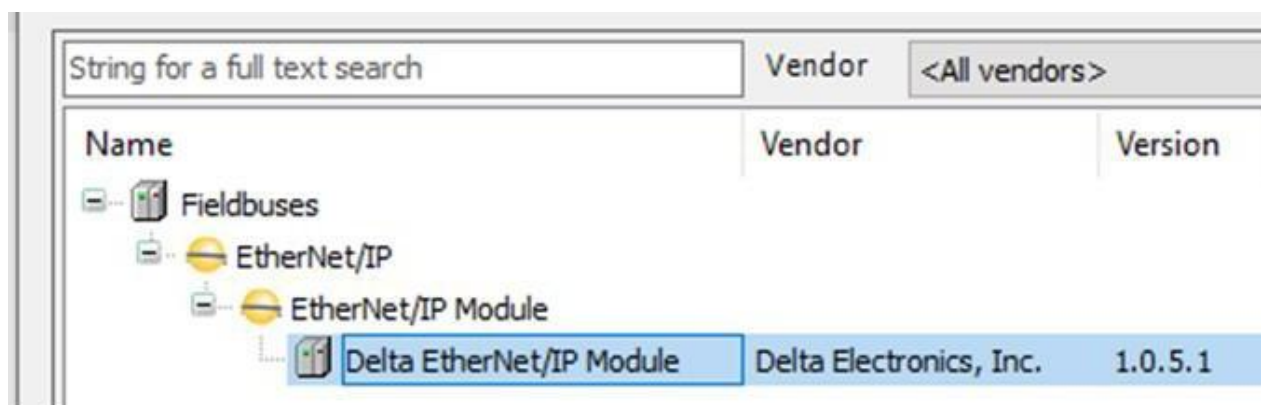 String for a full text search Vendor <All vendors>
Name Vendor Version
Fieldbuses
EtherNet/IP
EtherNet/IP Module
Delta EtherNet/IP Module Delta Electronics, Inc. 1.0.5.1